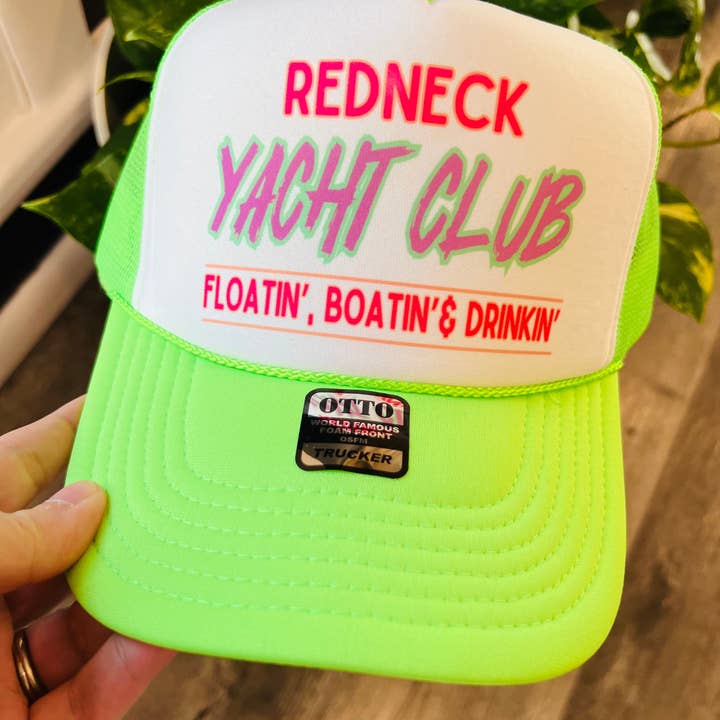 REDNECK
YACHT CLUB
FLOATIN', BOATIN' & DRINKIN'
OTTO
WORLD FAMOUS
FOAM FRONT
OSFM
TRUCKER